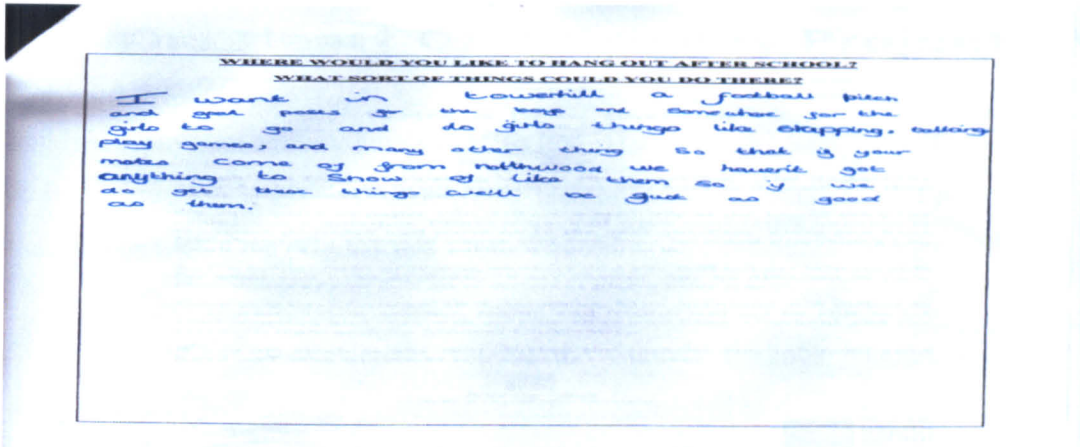 WHERE WOULD YOU LIKE TO HANG OUT AFTER SCHOOL?
WHAT SORT OF THINGS COULD YOU DO THERE?
I want in towerhill a football pitch
and goal posts for the boys and somewhere for the
girls to go and do girls things like skipping, talking
play games, and many other thing so that if your
mates come of from northwood we haven't got
anything to snow of like them so if we
do get these things we'll be just as good
as them.